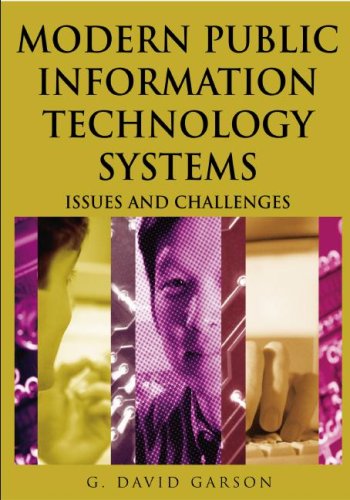 MODERN PUBLIC
INFORMATION
TECHNOLOGY
SYSTEMS
ISSUES AND CHALLENGES
G. DAVID GARSON